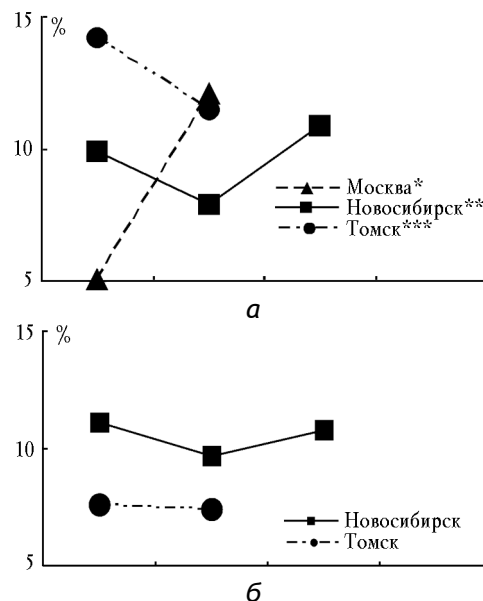 15
%
10
Москва*
Новосибирск**
Томск***
5
а
15
%
10
Новосибирск
Томск
5
б